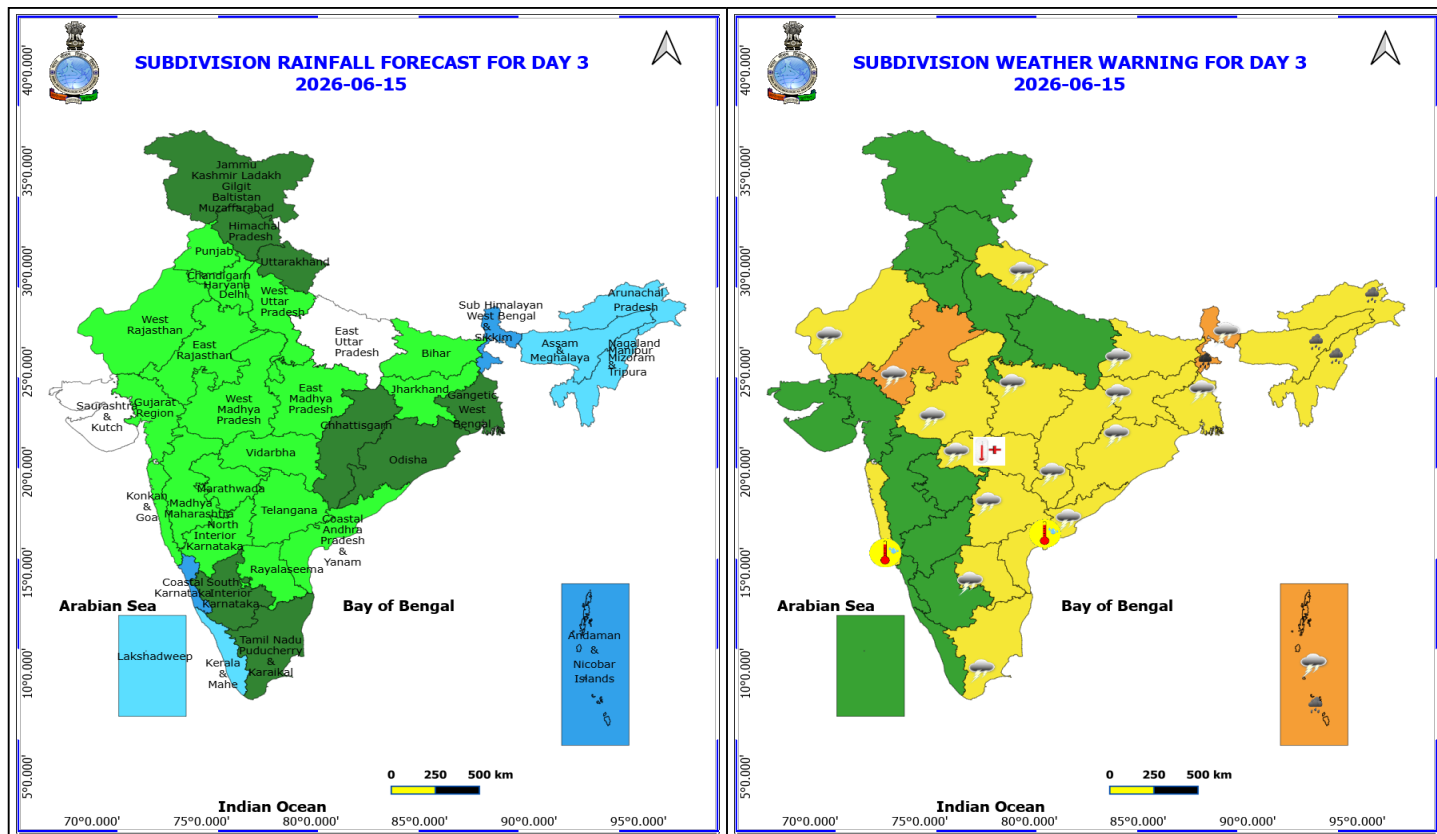 SUBDIVISION RAINFALL FORECAST FOR DAY 3
2026-06-15
40°0.000'
35°0.000'
30°0.000'
25°0.000'
20°0.000'
15°0.000'
10°0.000'
5°0.000'
Jammu
Kashmir Ladakh
Gilgit
Baltistan
Muzaffarabad
Himachal
Pradesh
Punjab
Uttarakhand
Chandigarh
Haryana
Delhi
West
Uttar
Pradesh
West
Rajasthan
East
Rajasthan
East
Uttar
Pradesh
Bihar
Sub Himalayan
West Bengal
&
Sikkim
Arunachal
Pradesh
Assam
&
Meghalaya
Nagaland
Manipur
Mizoram
&
Tripura
Saurashtra
&
Kutch
Gujarat
Region
West
Madhya
Pradesh
East
Madhya
Pradesh
Jharkhand
Gangetic
West
Bengal
Chhattisgarh
Odisha
Vidarbha
Marathwada
Konkan
&
Goa
Madhya
Maharashtra
North
Interior
Karnataka
Telangana
Coastal
Andhra
Pradesh
&
Yanam
Rayalaseema
Coastal
Karnataka
South
Interior
Karnataka
Tamil Nadu
Puducherry
&
Karaikal
Kerala
&
Mahe
Lakshadweep
Andaman
&
Nicobar
Islands
Arabian Sea
Bay of Bengal
Indian Ocean
0 250 500 km
70°0.000' 75°0.000' 80°0.000' 85°0.000' 90°0.000' 95°0.000'
SUBDIVISION WEATHER WARNING FOR DAY 3
2026-06-15
40°0.000'
35°0.000'
30°0.000'
25°0.000'
20°0.000'
15°0.000'
10°0.000'
5°0.000'
Arabian Sea
Bay of Bengal
Indian Ocean
0 250 500 km
70°0.000' 75°0.000' 80°0.000' 85°0.000' 90°0.000' 95°0.000'